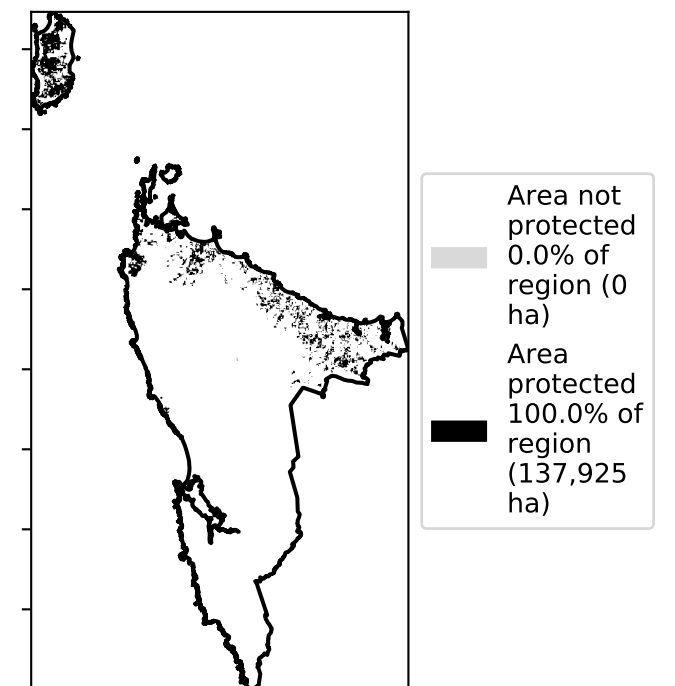 Area not
protected
0.0% of
region (0
ha)
Area
protected
100.0% of
region
(137,925
ha)